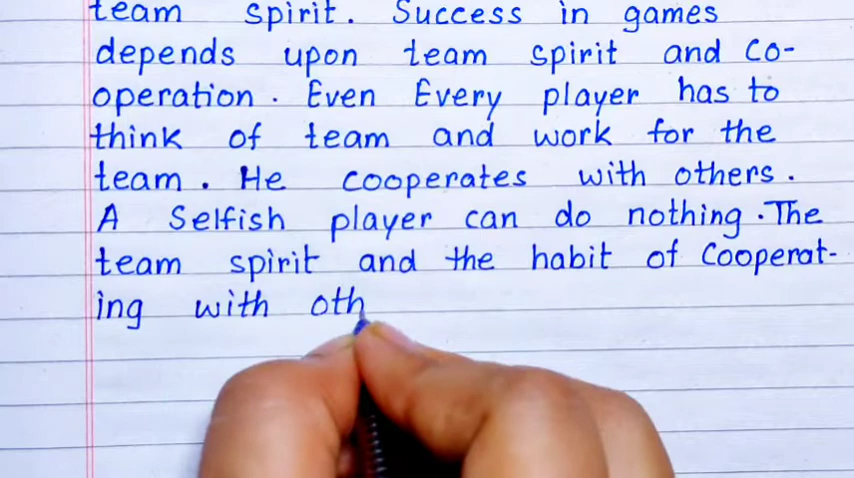 team spirit. Success in games
depends upon team spirit and co-
operation. Even Every player has to
think of team and work for the
team. He cooperates with others.
A Selfish player can do nothing. The
team spirit and the habit of Cooperat-
ing with oth